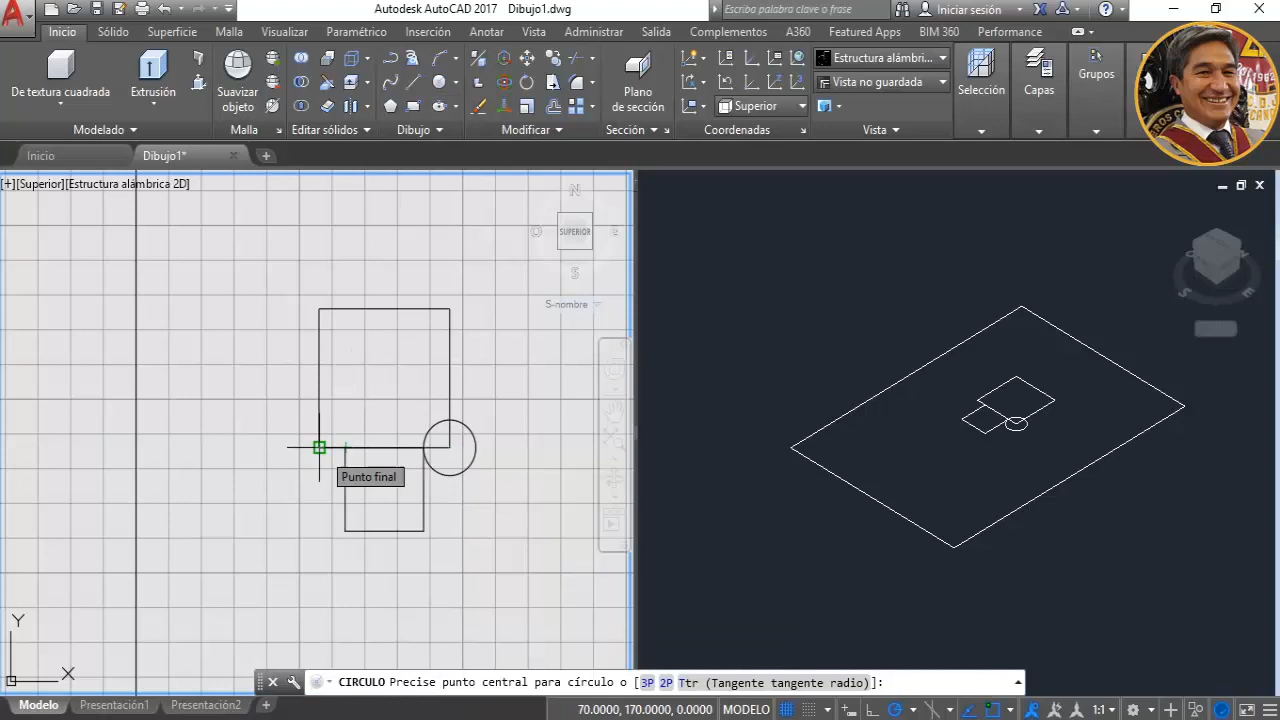 Autodesk AutoCAD 2017 Dibujo1.dwg
Escriba palabra clave o frase
Iniciar sesión
Inicio Sólido Superficie Malla Visualizar Paramétrico Inserción Anotar Vista Administrar Salida Complementos A360 Featured Apps BIM 360 Performance
De textura cuadrada
Extrusión
Suavizar
objeto
Plano
de sección
Estructura alámbri...
Vista no guardada
Superior
Selección
Capas
Grupos
1962
Modelado Malla Editar sólidos Dibujo Modificar Sección Coordenadas Vista
Inicio Dibujo1*
[+][Superior][Estructura alámbrica 2D]
N
O SUPERIOR E
S
S-nombre
S E
Punto final
Y
X
CIRCULO Precise punto central para círculo o [3P 2P Ttr (Tangente tangente radio)]:
Modelo Presentación1 Presentación2
70.0000, 170.0000, 0.0000 MODELO 1:1